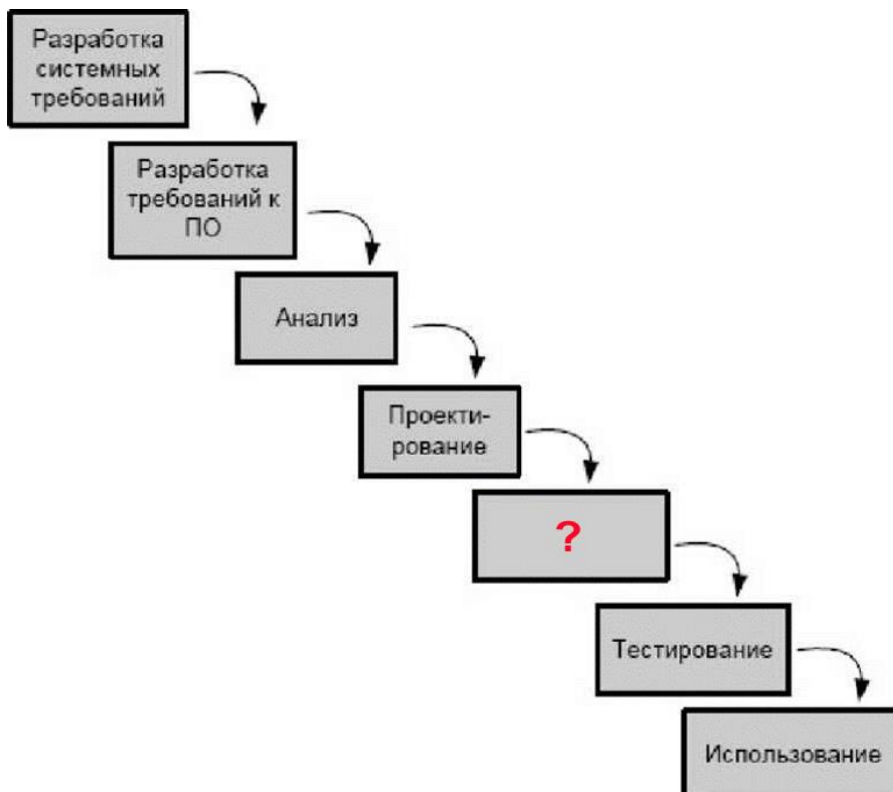 Разработка
системных
требований
Разработка
требований к
ПО
Анализ
Проекти-
рование
?
Тестирование
Использование